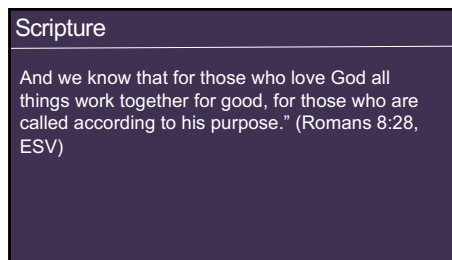 Scripture
And we know that for those who love God all
things work together for good, for those who are
called according to his purpose.” (Romans 8:28,
ESV)